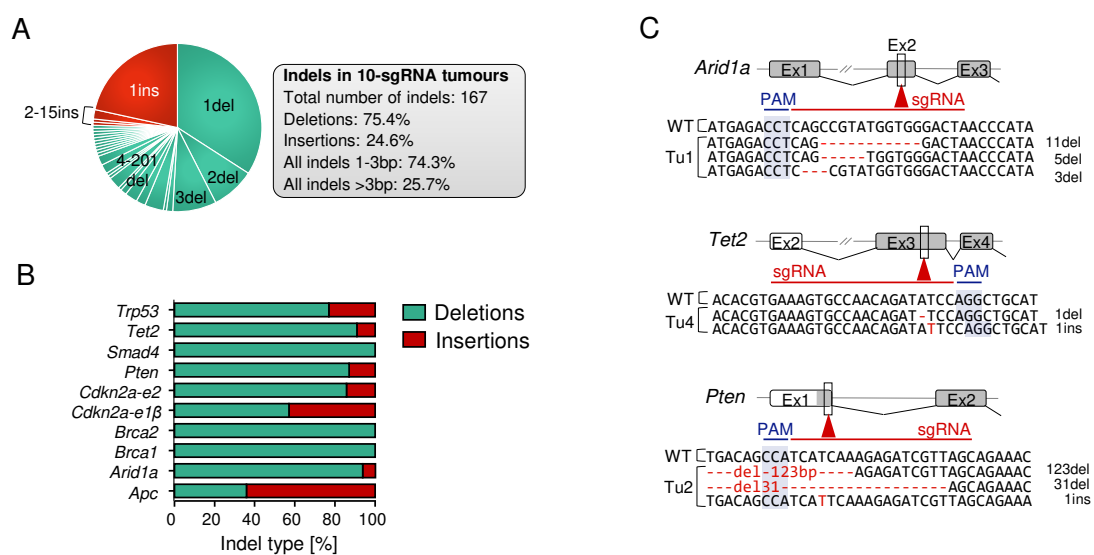 A
1ins
1del
2-15ins
4-201
del
2del
3del
Indels in 10-sgRNA tumours
Total number of indels: 167
Deletions: 75.4%
Insertions: 24.6%
All indels 1-3bp: 74.3%
All indels >3bp: 25.7%
B
Trp53
Tet2
Smad4
Pten
Cdkn2a-e2
Cdkn2a-e1β
Brca2
Brca1
Arid1a
Apc
0 20 40 60 80 100
Indel type [%]
Deletions
Insertions
C
Ex2
Arid1a Ex1 // Ex3
PAM sgRNA
WT ATGAGACCTCAGCCGTATGGTGGGACTAACCCATA
Tu1
ATGAGACCTCAG-----------GACTAACCCATA 11del
ATGAGACCTCAG-----TGGTGGGACTAACCCATA 5del
ATGAGACCTC---CGTATGGTGGGACTAACCCATA 3del
Tet2 Ex2 // Ex3 Ex4
sgRNA PAM
WT ACACGTGAAAGTGCCAACAGATATCCAGGCTGCAT
Tu4
ACACGTGAAAGTGCCAACAGAT-TCCAGGCTGCAT 1del
ACACGTGAAAGTGCCAACAGATATTCCAGGCTGCAT 1ins
Pten Ex1 Ex2
PAM sgRNA
WT TGACAGCCATCATCAAAGAGATCGTTAGCAGAAAC
Tu2
---del-123bp----AGAGATCGTTAGCAGAAAC 123del
---del31------------------AGCAGAAAC 31del
TGACAGCCATCATTCAAAGAGATCGTTAGCAGAAA 1ins